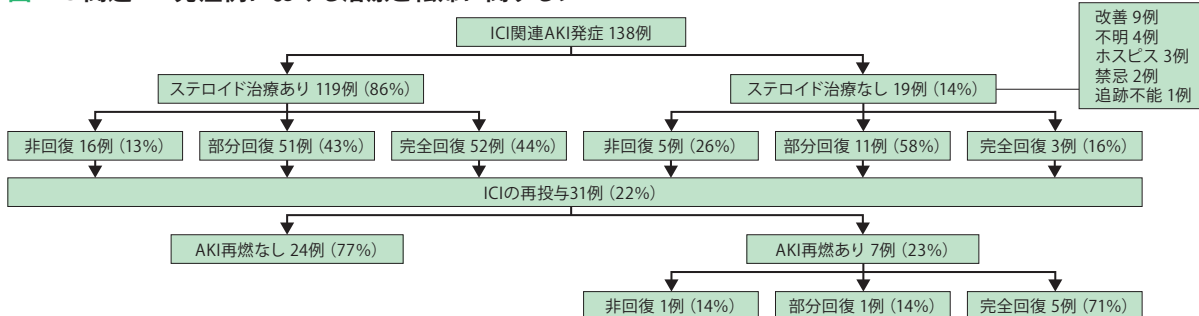 改善 9例
不明 4例
ホスピス 3例
禁忌 2例
追跡不能 1例
ICI関連AKI発症 138例
ステロイド治療あり 119例 (86%)
ステロイド治療なし 19例 (14%)
非回復 16例 (13%)
部分回復 51例 (43%)
完全回復 52例 (44%)
非回復 5例 (26%)
部分回復 11例 (58%)
完全回復 3例 (16%)
ICIの再投与31例 (22%)
AKI再燃なし 24例 (77%)
AKI再燃あり 7例 (23%)
非回復 1例 (14%)
部分回復 1例 (14%)
完全回復 5例 (71%)